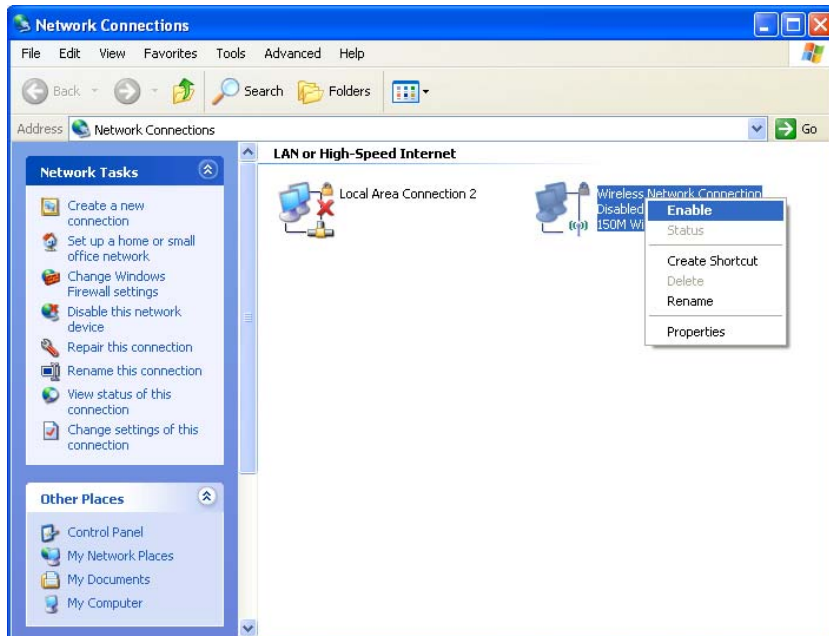 Network Connections
File Edit View Favorites Tools Advanced Help
Back Search Folders
Address Network Connections Go
Network Tasks
Create a new
connection
Set up a home or small
office network
Change Windows
Firewall settings
Disable this network
device
Repair this connection
Rename this connection
View status of this
connection
Change settings of this
connection
Other Places
Control Panel
My Network Places
My Documents
My Computer
LAN or High-Speed Internet
Local Area Connection 2
Wireless Network Connection
Disabled
150M Wi
Enable
Status
Create Shortcut
Delete
Rename
Properties